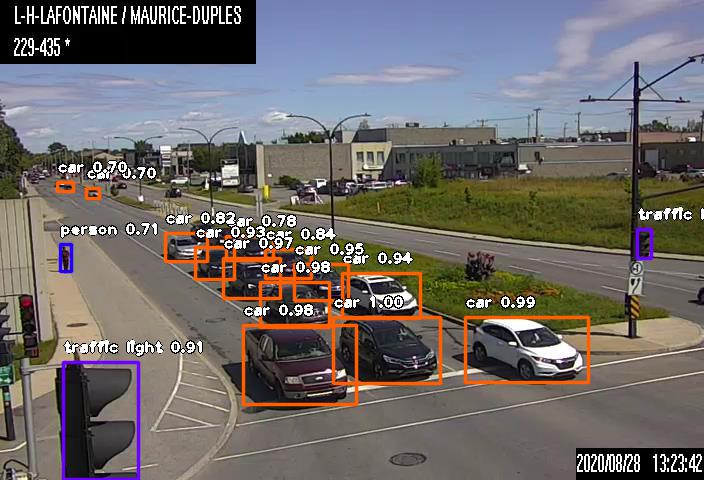 L-H-LAFONTAINE / MAURICE-DUPLES
229-435 *
car 0.70
car 0.70
person 0.71
car 0.82
car 0.78
car 0.93
car 0.84
car 0.97
car 0.95
car 0.98
car 0.94
car 0.98
car 1.00
car 0.99
traffic l
traffic light 0.91
2020/08/28 13:23:42